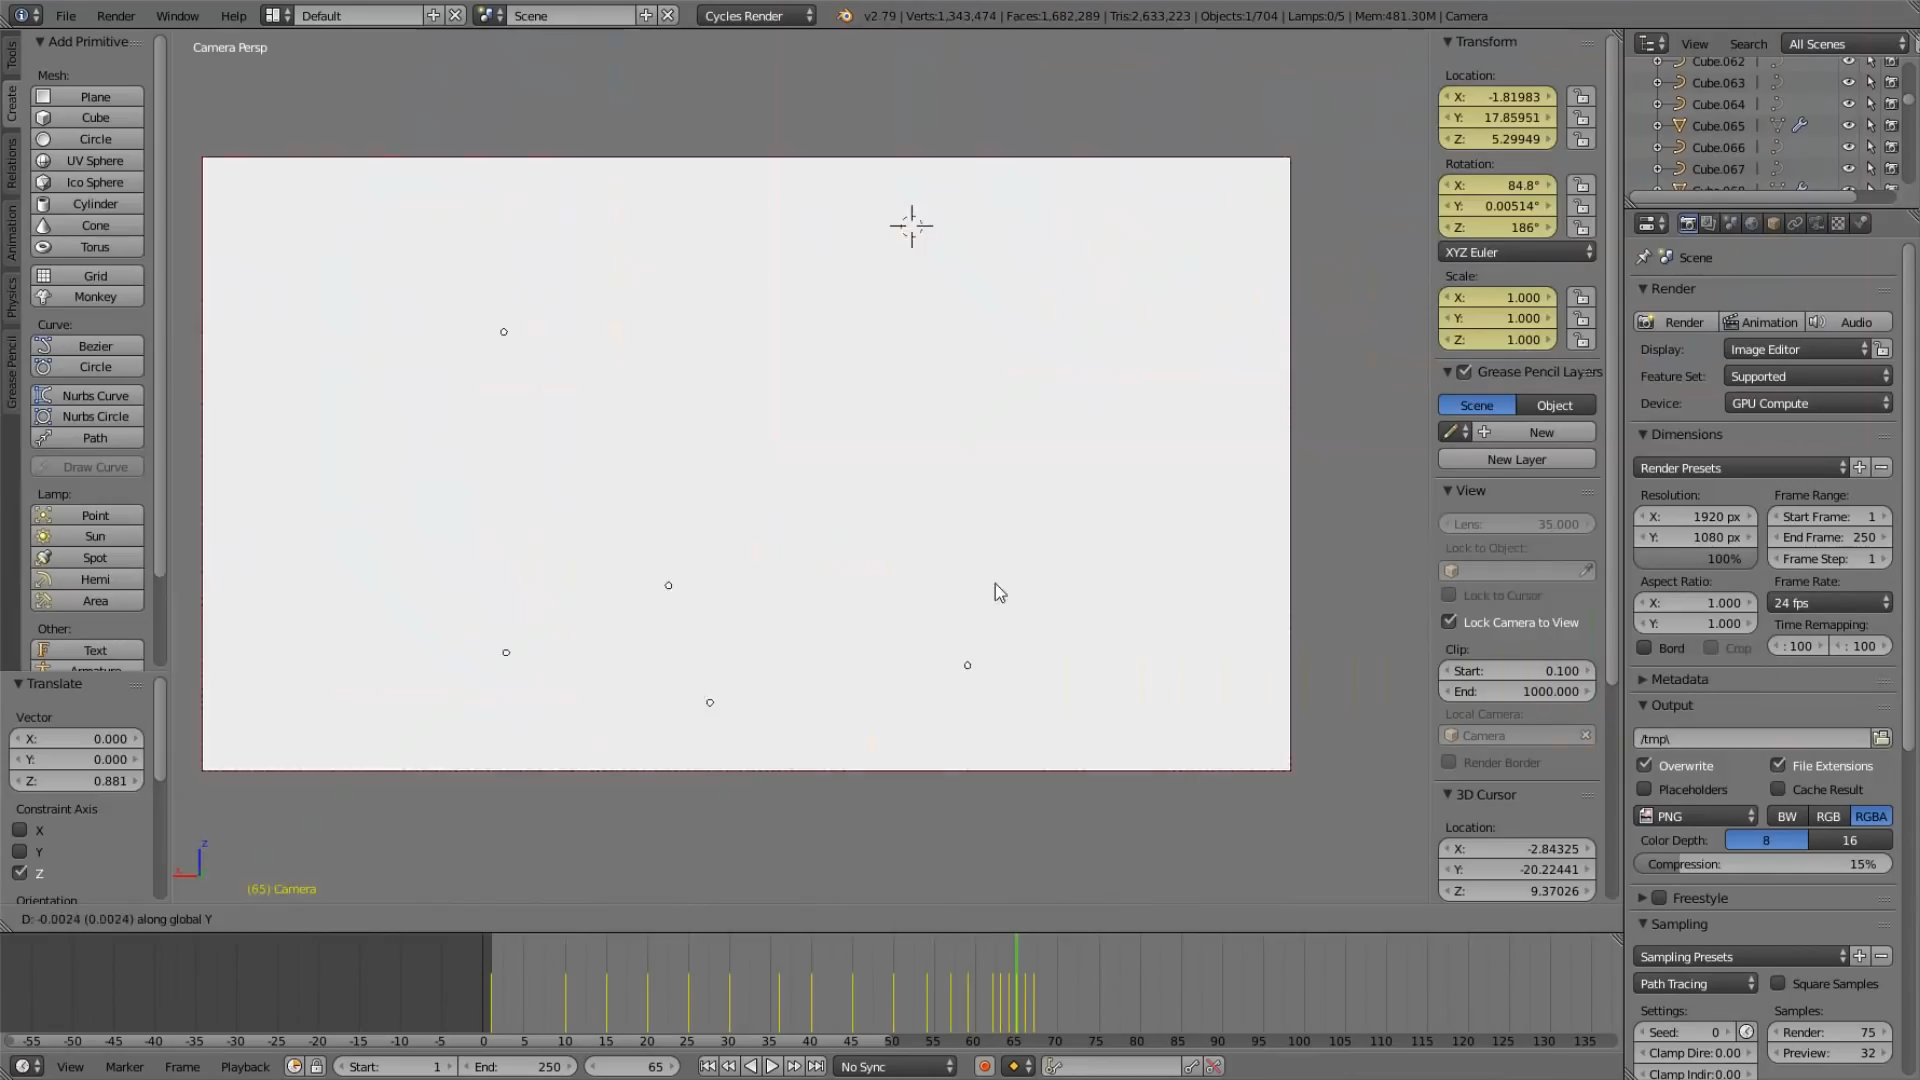 File Render Window Help Default Scene Cycles Render v2.79 | Verts:1,343,474 | Faces:1,682,289 | Tris:2,633,223 | Objects:1/704 | Lamps:0/5 | Mem:481.30M | Camera
Tools
Create
Relations
Animation
Physics
Grease Pencil
Add Primitive
Mesh:
Plane
Cube
Circle
UV Sphere
Ico Sphere
Cylinder
Cone
Torus
Grid
Monkey
Curve:
Bezier
Circle
Nurbs Curve
Nurbs Circle
Path
Draw Curve
Lamp:
Point
Sun
Spot
Hemi
Area
Other:
Text
Armature
Translate
Vector
X: 0.000
Y: 0.000
Z: 0.881
Constraint Axis
X
Y
Z
Orientation
Camera Persp
z
x
(65) Camera
D: -0.0024 (0.0024) along global Y
Transform
Location:
X: -1.81983
Y: 17.85951
Z: 5.29949
Rotation:
X: 84.8°
Y: 0.00514°
Z: 186°
XYZ Euler
Scale:
X: 1.000
Y: 1.000
Z: 1.000
Grease Pencil Layers
Scene Object
New
New Layer
View
Lens: 35.000
Lock to Object:
Lock to Cursor
Lock Camera to View
Clip:
Start: 0.100
End: 1000.000
Local Camera:
Camera
Render Border
3D Cursor
Location:
X: -2.84325
Y: -20.22441
Z: 9.37026
View Search All Scenes
Cube.062
Cube.063
Cube.064
Cube.065
Cube.066
Cube.067
Scene
Render
Render Animation Audio
Display: Image Editor
Feature Set: Supported
Device: GPU Compute
Dimensions
Render Presets
Resolution: Frame Range:
X: 1920 px Start Frame: 1
Y: 1080 px End Frame: 250
100% Frame Step: 1
Aspect Ratio: Frame Rate:
X: 1.000 24 fps
Y: 1.000 Time Remapping:
Bord Crop : 100 : 100
Metadata
Output
/tmp\
Overwrite File Extensions
Placeholders Cache Result
PNG BW RGB RGBA
Color Depth: 8 16
Compression: 15%
Freestyle
Sampling
Sampling Presets
Path Tracing Square Samples
Settings: Samples:
Seed: 0 Render: 75
Clamp Dire:0.00 Preview: 32
Clamp Indir:0.00
-55 -50 -45 -40 -35 -30 -25 -20 -15 -10 -5 0 5 10 15 20 25 30 35 40 45 50 55 60 65 70 75 80 85 90 95 100 105 110 115 120 125 130 135
View Marker Frame Playback Start: 1 End: 250 65 No Sync